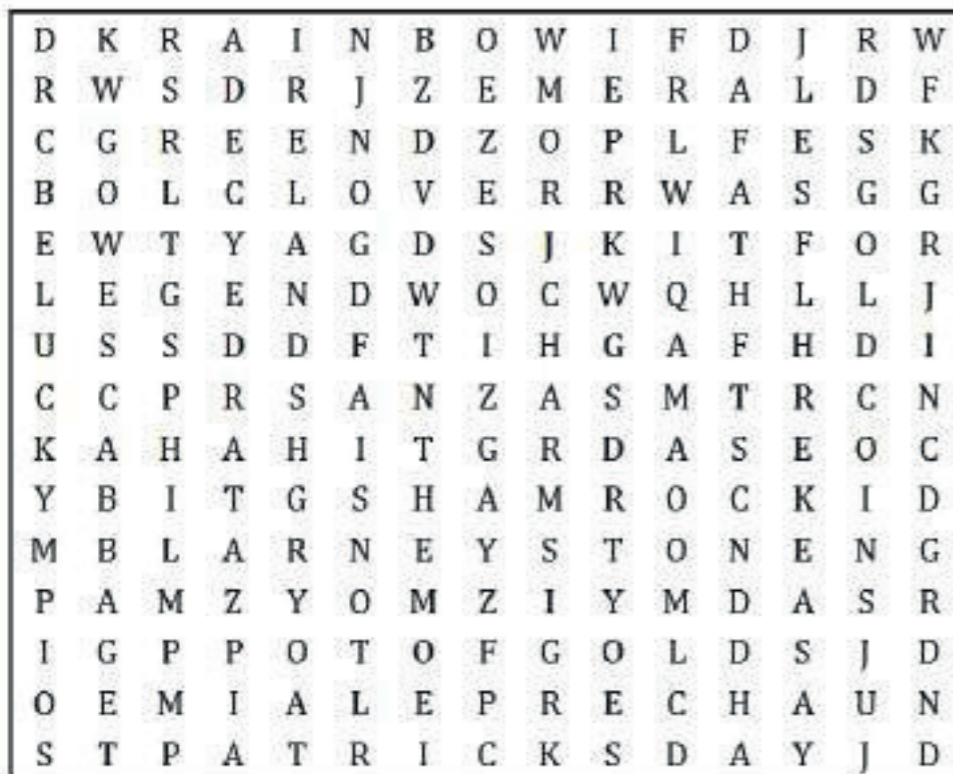 D K R A I N B O W I F D J R W
R W S D R J Z E M E R A L D F
C G R E E N D Z O P L F E S K
B O L C L O V E R R W A S G G
E W T Y A G D S J K I T F O R
L E G E N D W O C W Q H L L J
U S S D D F T I H G A F H D I
C C P R S A N Z A S M T R C N
K A H A H I T G R D A S E O C
Y B I T G S H A M R O C K I D
M B L A R N E Y S T O N E N G
P A M Z Y O M Z I Y M D A S R
I G P P O T O F G O L D S J D
O E M I A L E P R E C H A U N
S T P A T R I C K S D A Y J D